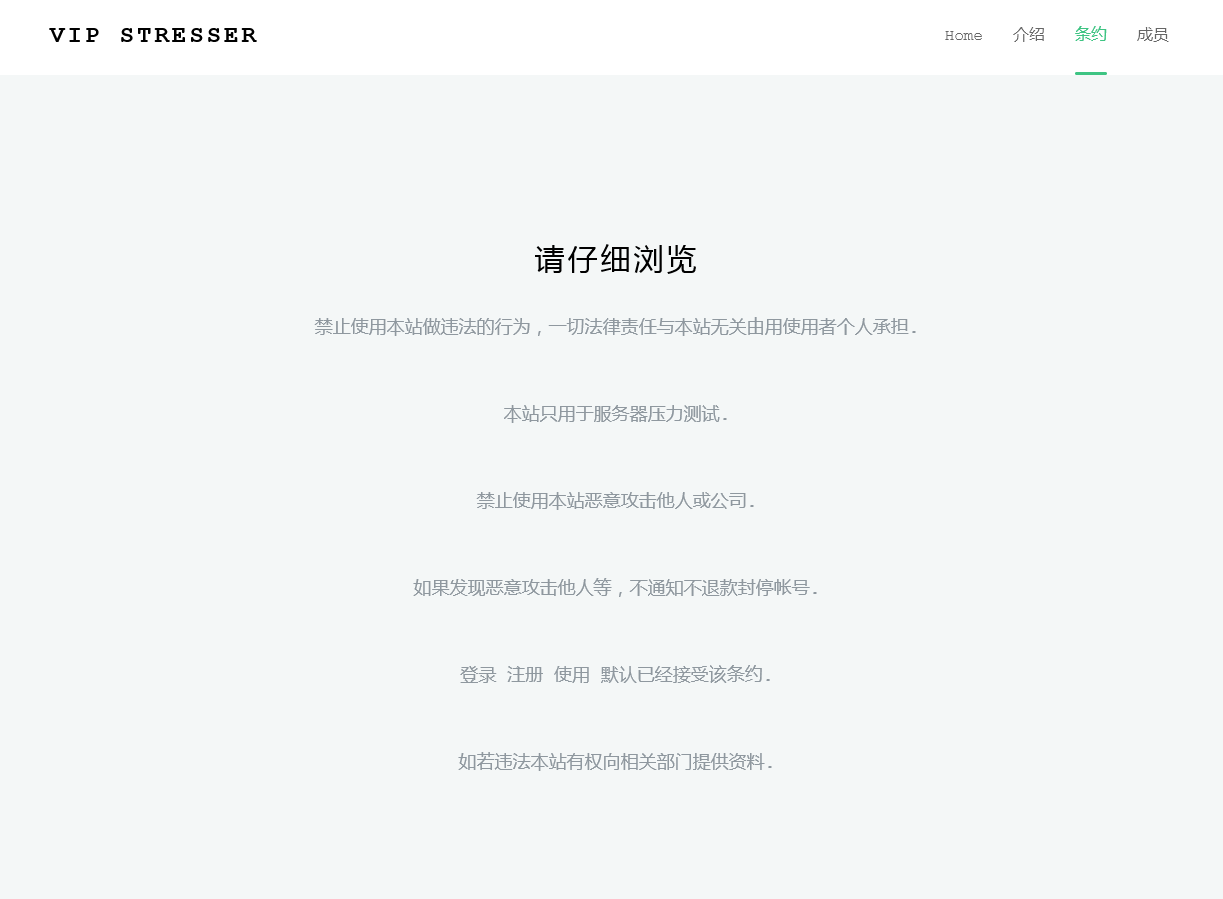 VIP STRESSER
Home 介绍 条约 成员
请仔细浏览
禁止使用本站做违法的行为，一切法律责任与本站无关由用使用者个人承担.
本站只用于服务器压力测试.
禁止使用本站恶意攻击他人或公司.
如果发现恶意攻击他人等，不通知不退款封停帐号.
登录 注册 使用 默认已经接受该条约.
如若违法本站有权向相关部门提供资料.